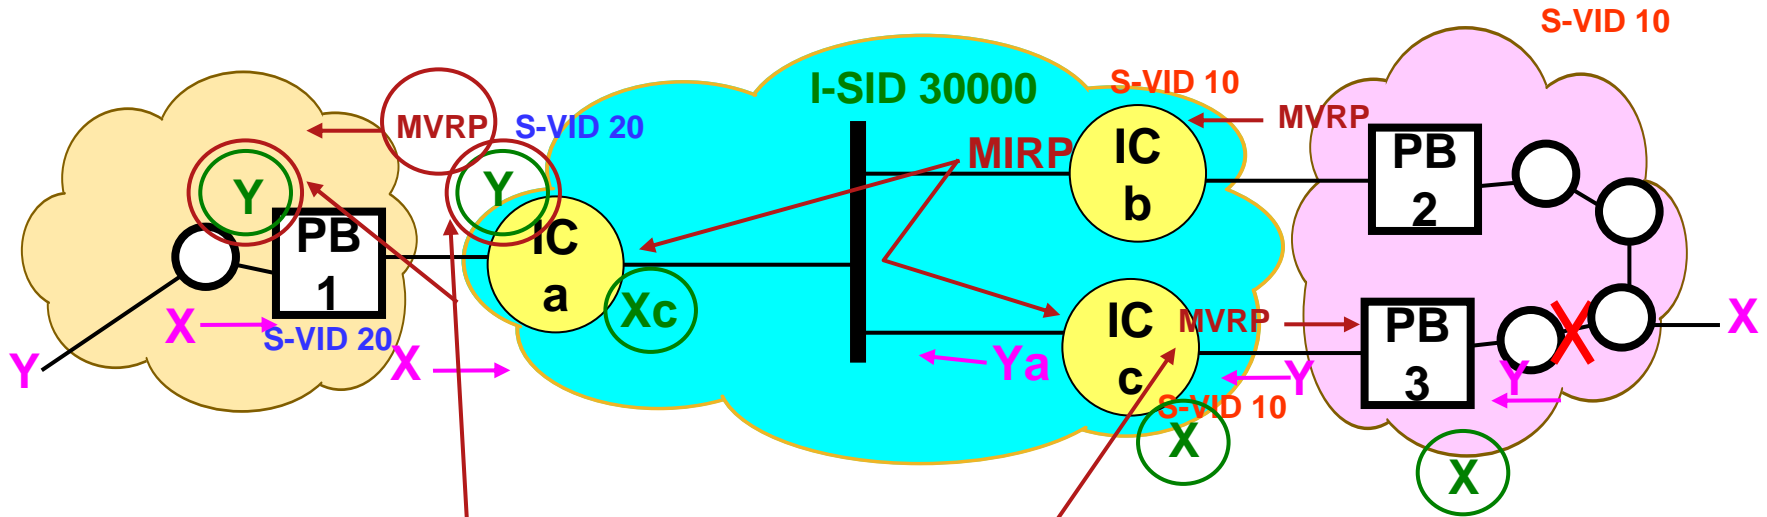 S-VID 10
I-SID 30000
S-VID 10
MVRP
S-VID 20
MVRP
MIRP
IC
b
PB
2
Y
Y
PB
1
IC
a
Xc
X
S-VID 20
X
Y
Ya
IC
c
MVRP
S-VID 10
Y
PB
3
Y
X
X
X
X